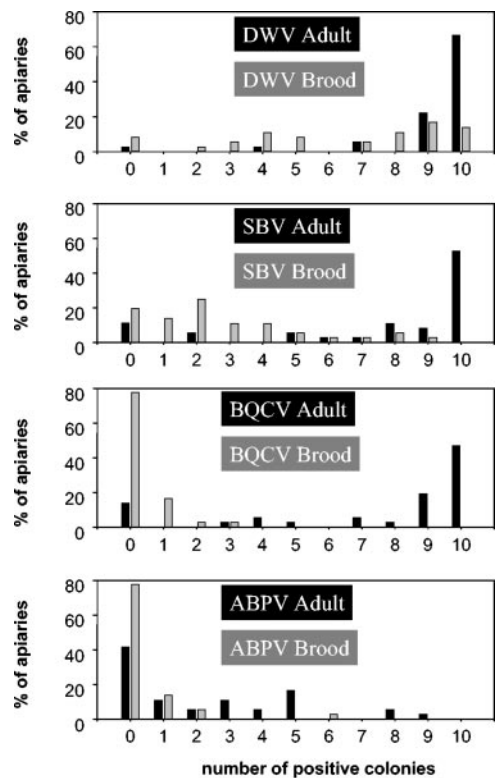 80
60
40
20
0
% of apiaries
DWV Adult
DWV Brood
0 1 2 3 4 5 6 7 8 9 10
80
60
40
20
0
% of apiaries
SBV Adult
SBV Brood
0 1 2 3 4 5 6 7 8 9 10
80
60
40
20
0
% of apiaries
BQCV Adult
BQCV Brood
0 1 2 3 4 5 6 7 8 9 10
80
60
40
20
0
% of apiaries
ABPV Adult
ABPV Brood
0 1 2 3 4 5 6 7 8 9 10
number of positive colonies